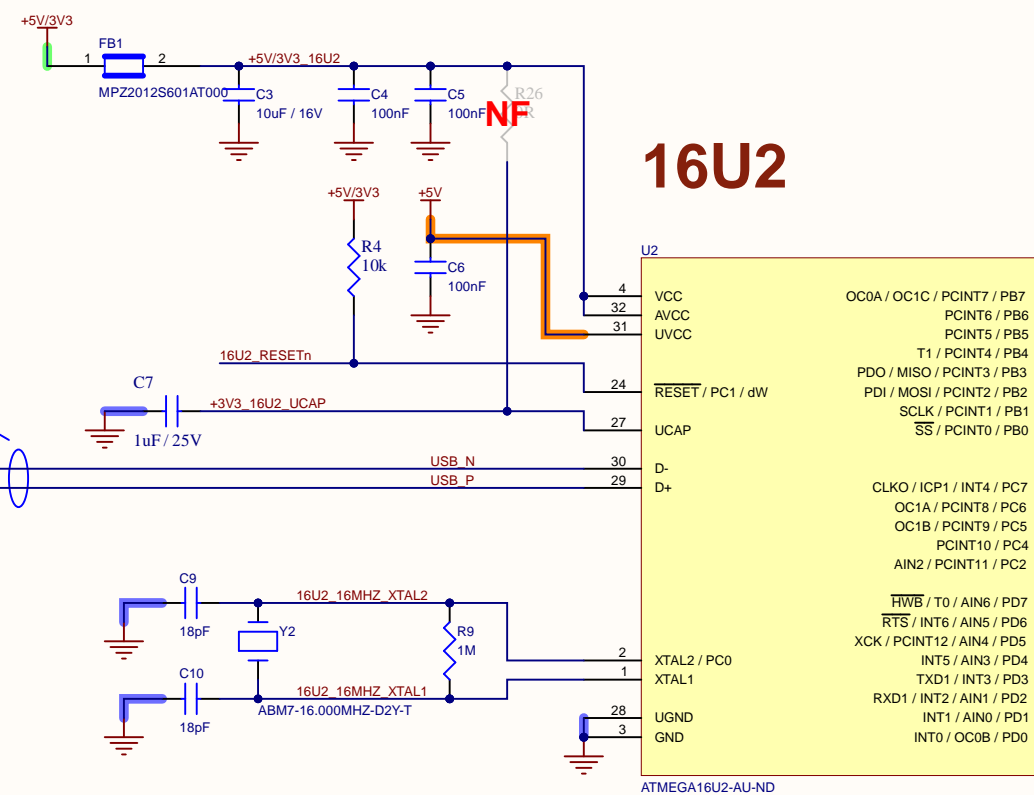 +5V/3V3
FB1
1
2
MPZ2012S601AT000
+5V/3V3_16U2
C3
10uF / 16V
C4
100nF
C5
100nF
R26
0R
NF
16U2
+5V/3V3
R4
10k
+5V
C6
100nF
16U2_RESETn
C7
1uF / 25V
+3V3_16U2_UCAP
USB_N
USB_P
C9
18pF
16U2_16MHZ_XTAL2
Y2
R9
1M
C10
18pF
16U2_16MHZ_XTAL1
ABM7-16.000MHZ-D2Y-T
U2
4 VCC
32 AVCC
31 UVCC
24 RESET / PC1 / dW
27 UCAP
30 D-
29 D+
2 XTAL2 / PC0
1 XTAL1
28 UGND
3 GND
OC0A / OC1C / PCINT7 / PB7
PCINT6 / PB6
PCINT5 / PB5
T1 / PCINT4 / PB4
PDO / MISO / PCINT3 / PB3
PDI / MOSI / PCINT2 / PB2
SCLK / PCINT1 / PB1
SS / PCINT0 / PB0
CLKO / ICP1 / INT4 / PC7
OC1A / PCINT8 / PC6
OC1B / PCINT9 / PC5
PCINT10 / PC4
AIN2 / PCINT11 / PC2
HWB / T0 / AIN6 / PD7
RTS / INT6 / AIN5 / PD6
XCK / PCINT12 / AIN4 / PD5
INT5 / AIN3 / PD4
TXD1 / INT3 / PD3
RXD1 / INT2 / AIN1 / PD2
INT1 / AIN0 / PD1
INT0 / OC0B / PD0
ATMEGA16U2-AU-ND